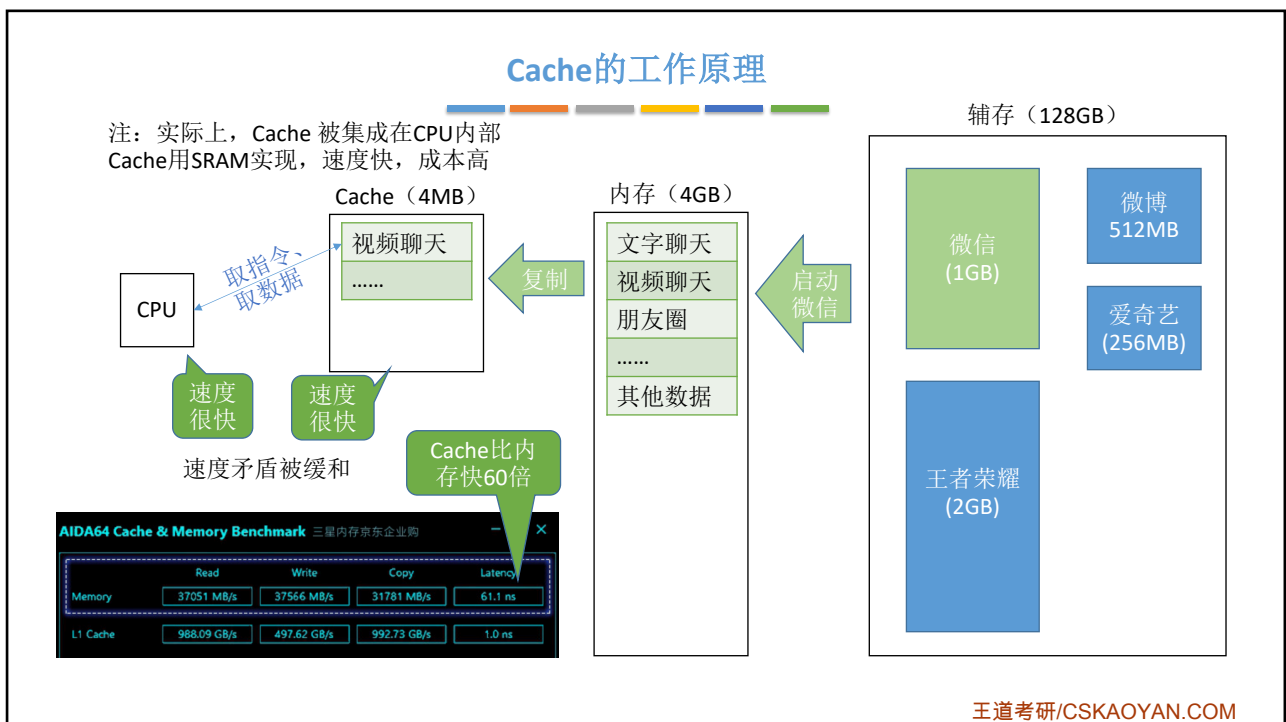 Cache的工作原理
注：实际上，Cache 被集成在CPU内部
Cache用SRAM实现，速度快，成本高
CPU
取指令、
取数据
速度
很快
Cache（4MB）
视频聊天
......
速度
很快
速度矛盾被缓和
复制
内存（4GB）
文字聊天
视频聊天
朋友圈
......
其他数据
启动
微信
辅存（128GB）
微信
(1GB)
微博
512MB
爱奇艺
(256MB)
王者荣耀
(2GB)
Cache比内
存快60倍
AIDA64 Cache & Memory Benchmark 三星内存京东企业购
Read Write Copy Latency
Memory 37051 MB/s 37566 MB/s 31781 MB/s 61.1 ns
L1 Cache 988.09 GB/s 497.62 GB/s 992.73 GB/s 1.0 ns
王道考研/CSKAOYAN.COM